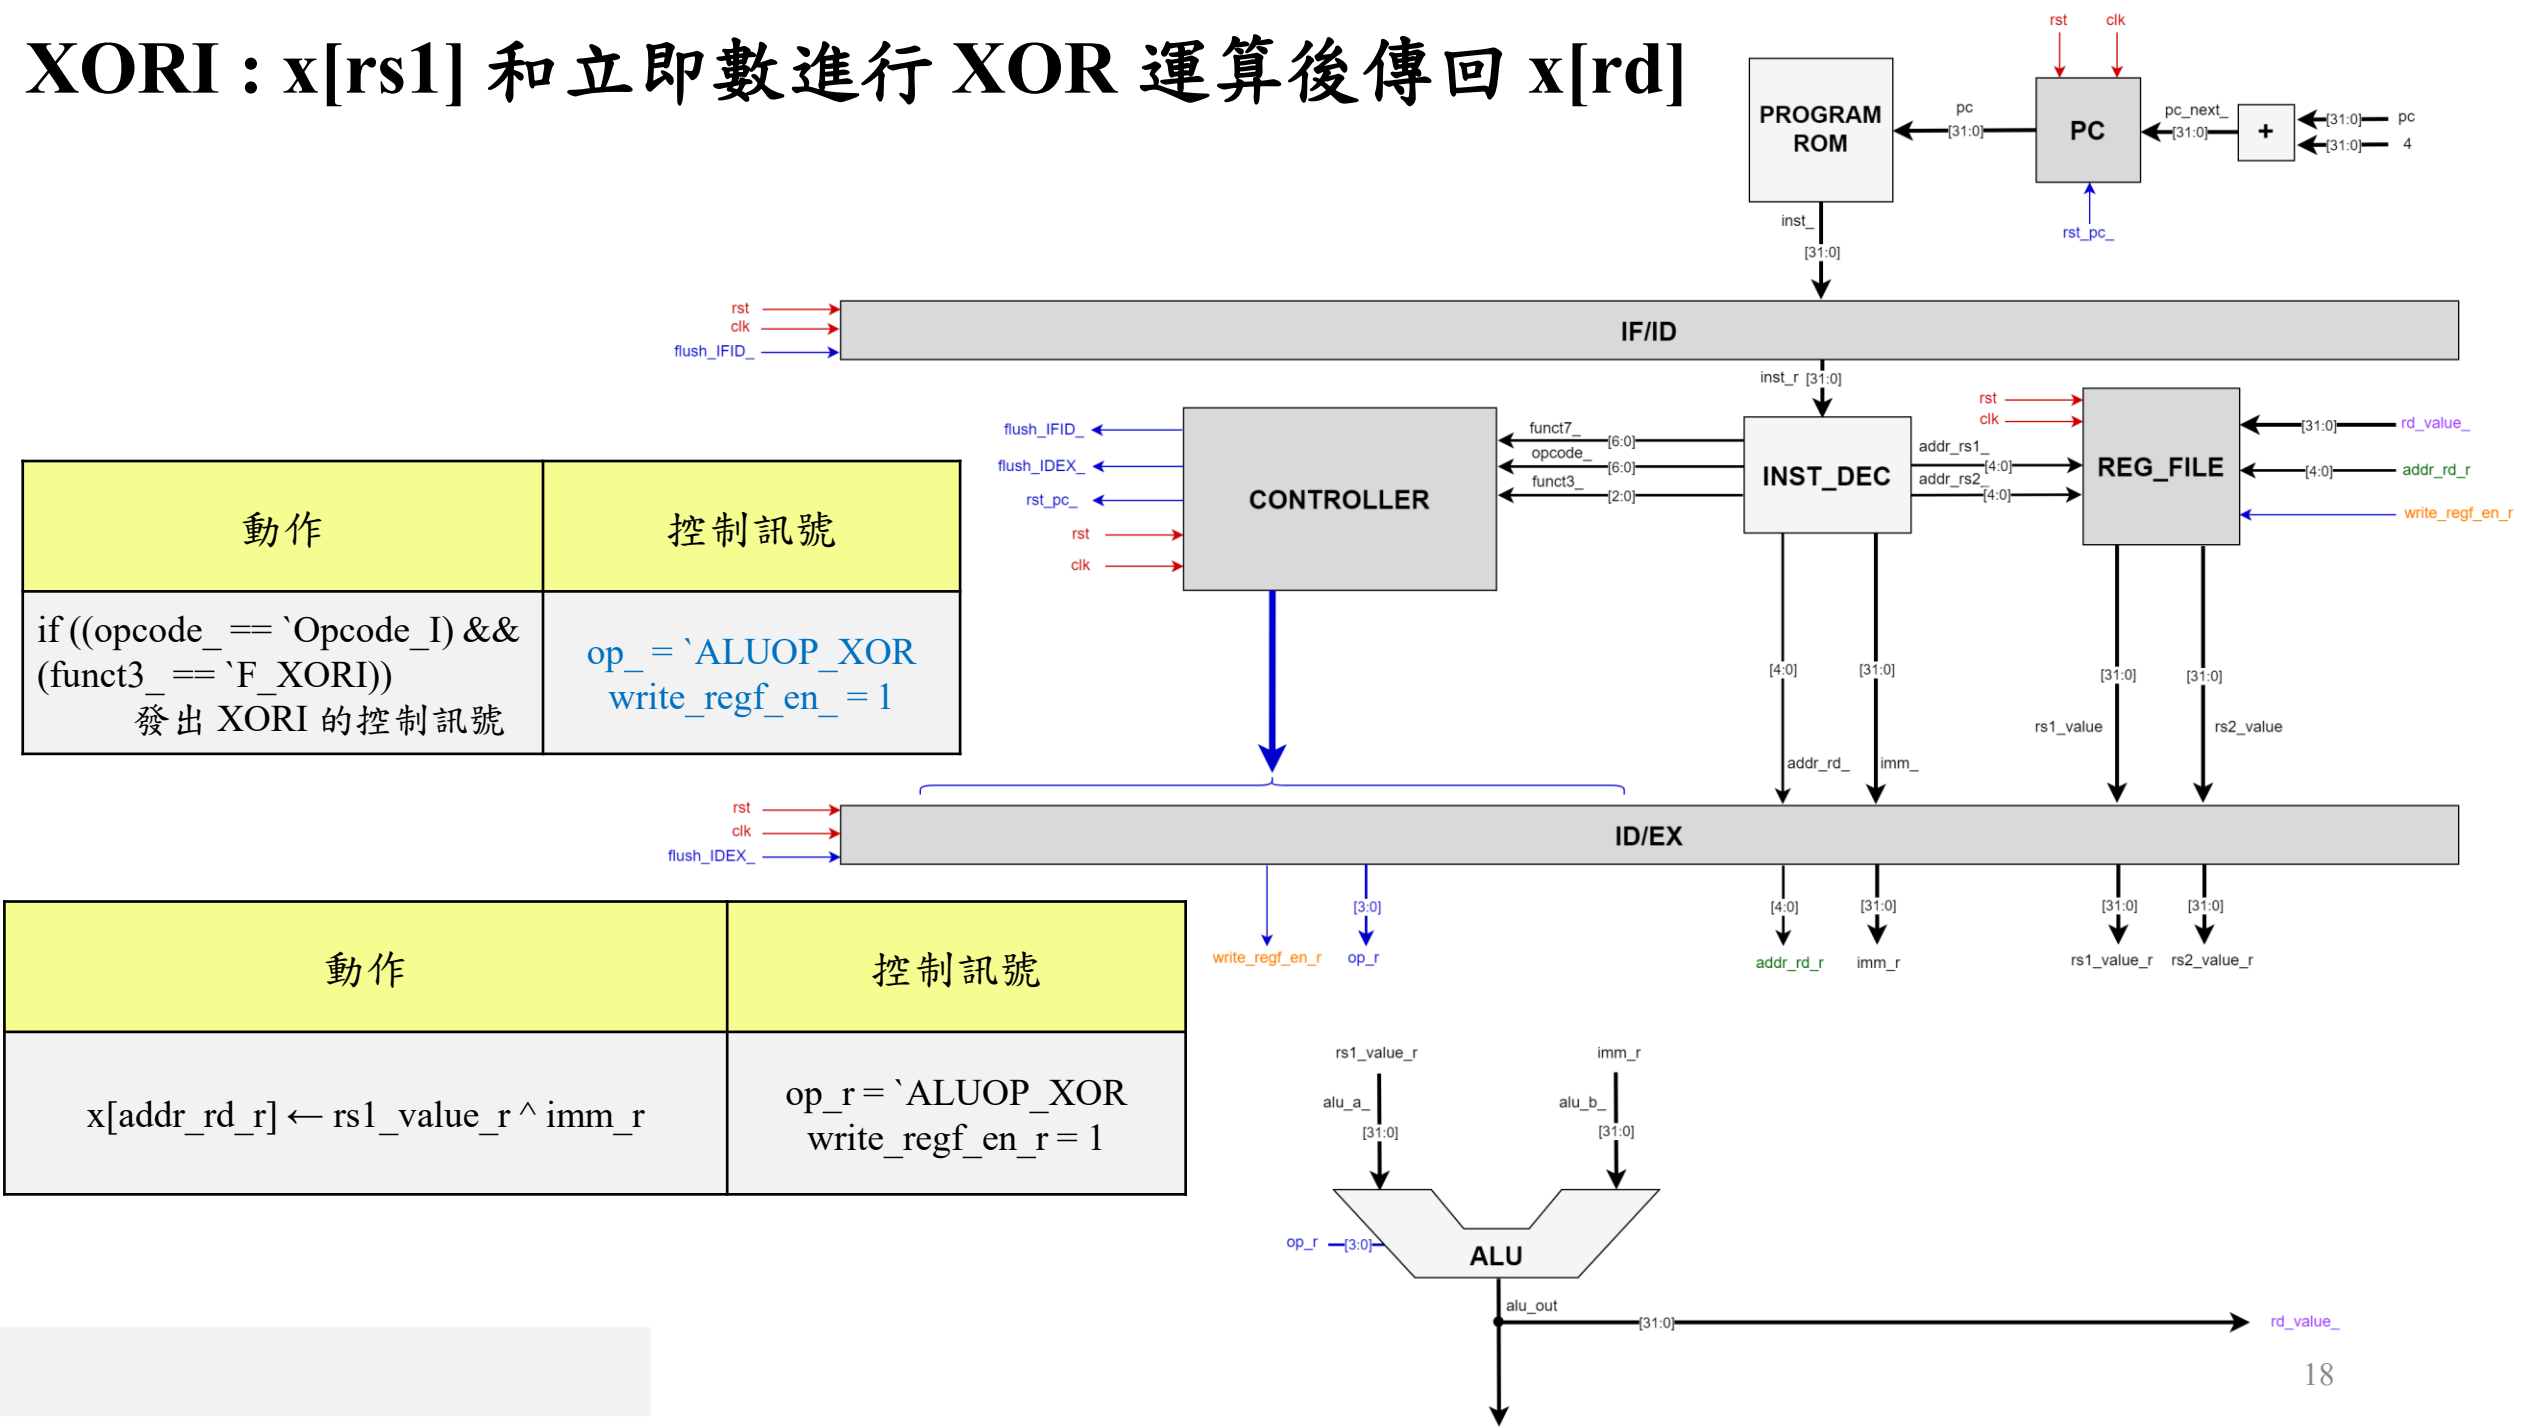 XORI : x[rs1] 和立即數進行 XOR 運算後傳回 x[rd]
rst
clk
PROGRAM
ROM
pc
[31:0]
PC
pc_next_
[31:0]
+
[31:0]
pc
[31:0]
4
rst_pc_
inst_
[31:0]
rst
clk
flush_IFID_
IF/ID
inst_r [31:0]
flush_IFID_
flush_IDEX_
rst_pc_
rst
clk
CONTROLLER
funct7_
[6:0]
opcode_
[6:0]
funct3_
[2:0]
INST_DEC
addr_rs1_
[4:0]
addr_rs2_
[4:0]
rst
clk
REG_FILE
[31:0]
rd_value_
[4:0]
addr_rd_r
write_regf_en_r
動作
控制訊號
if ((opcode_ == `Opcode_I) &&
(funct3_ == `F_XORI))
發出 XORI 的控制訊號
op_ = `ALUOP_XOR
write_regf_en_ = 1
[4:0]
[31:0]
[31:0]
[31:0]
rs1_value
rs2_value
addr_rd_
imm_
rst
clk
flush_IDEX_
ID/EX
[3:0]
[4:0]
[31:0]
[31:0]
[31:0]
write_regf_en_r
op_r
addr_rd_r
imm_r
rs1_value_r
rs2_value_r
動作
控制訊號
x[addr_rd_r] ← rs1_value_r ^ imm_r
op_r = `ALUOP_XOR
write_regf_en_r = 1
rs1_value_r
imm_r
alu_a_
alu_b_
[31:0]
[31:0]
op_r
[3:0]
ALU
alu_out
[31:0]
rd_value_
18